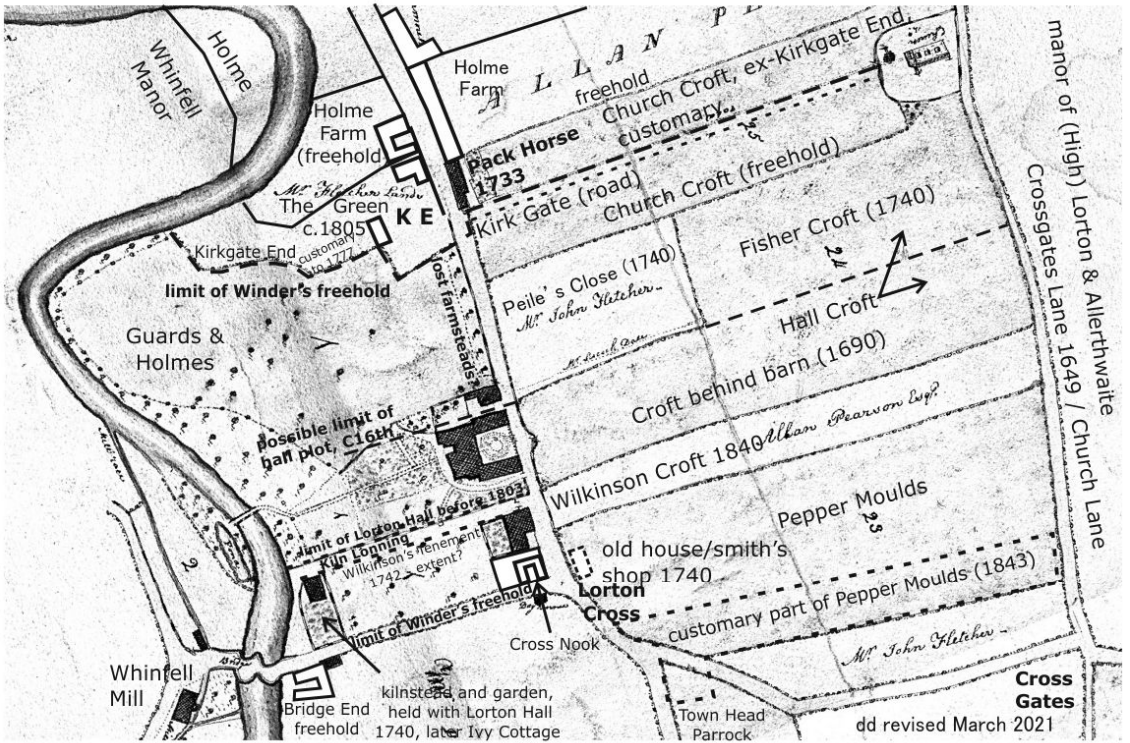 Whinfell
Manor
Holme
Holme
Farm
(freehold)
Mr. Fletcher Lands
The Green
c.1805
K E
Kirkgate End
customary
to 1777
limit of Winder's freehold
Guards &
Holmes
lost farmsteads?
possible limit of
hall plot, C16th
limit of Lorton Hall before 1803
Kiln Lonning
Wilkinson's tenement
1742 - extent?
limit of Winder's freehold
Whinfell
Mill
Bridge End
freehold
kilnstead and garden,
held with Lorton Hall
1740, later Ivy Cottage
Cross Nook
2
Holme
Farm
A L L A N P E
freehold
Church Croft, ex-Kirkgate End,
customary
Church
Pack Horse
1733
25
Kirk Gate (road)
Church Croft (freehold)
Fisher Croft (1740)
24
Peile's Close (1740)
Mr. John Fletcher
Hall Croft
Croft behind barn (1690)
Wilkinson Croft 1840
Allan Pearson Esqr.
Pepper Moulds
23
old house/smith's
shop 1740
Lorton
Cross
customary part of Pepper Moulds (1843)
Mr. John Fletcher
Town Head
Parrock
Cross
Gates
manor of (High) Lorton & Allerthwaite
Crossgates Lane 1649 / Church Lane
dd revised March 2021